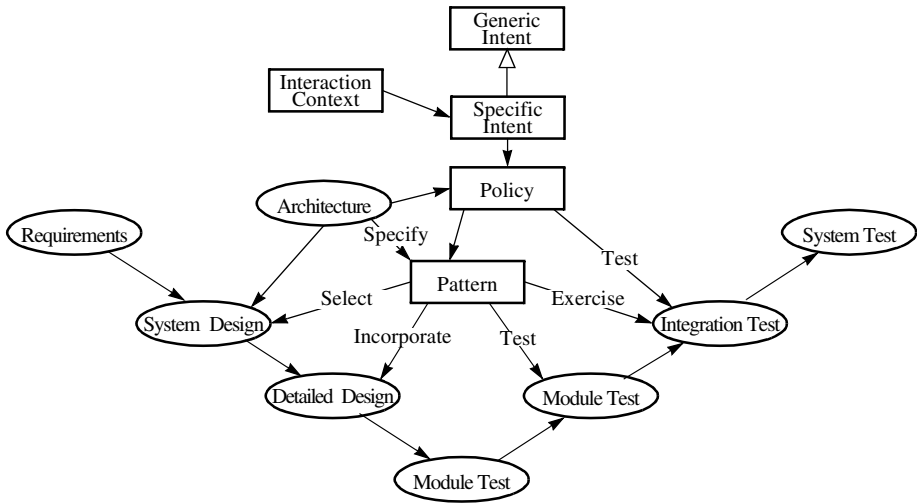 Generic
Intent
Interaction
Context
Specific
Intent
Policy
Architecture
Requirements
Specify
System Test
Test
Pattern
Select
Exercise
System Design
Integration Test
Incorporate
Test
Detailed Design
Module Test
Module Test